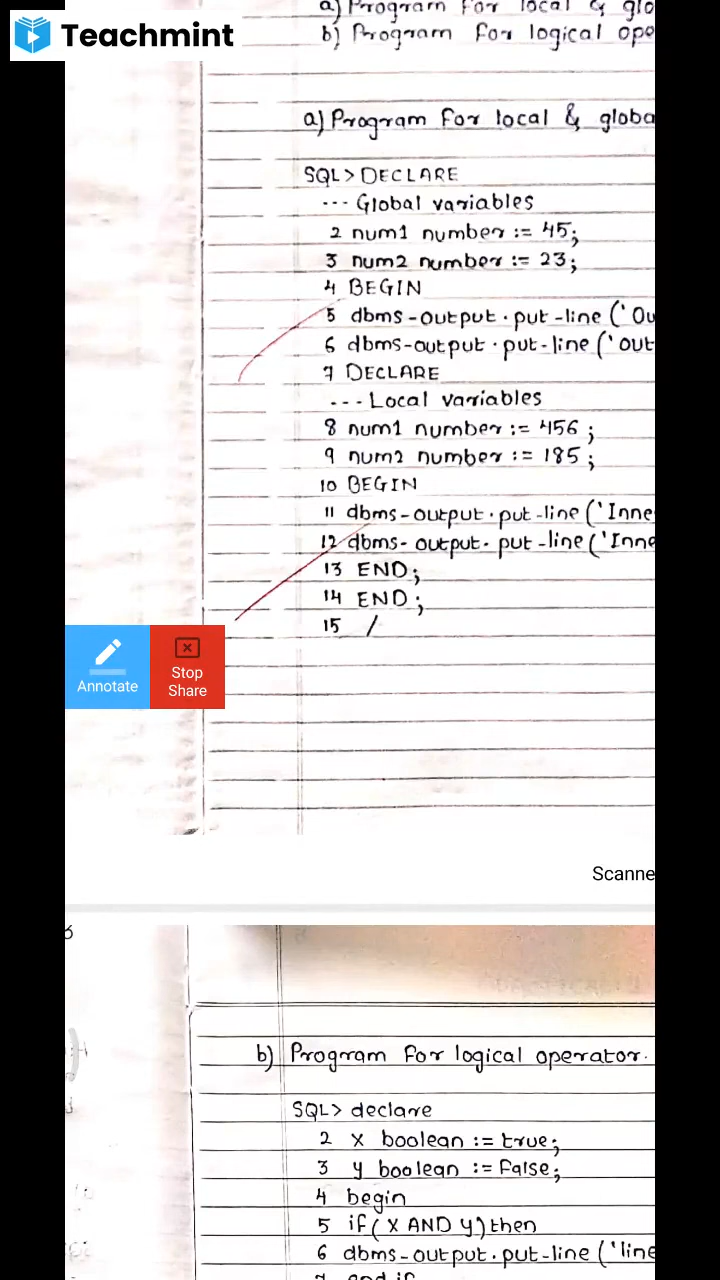 Teachmint
a) Program for local & glo
b) Program for logical ope
a) Program for local & globa
SQL> DECLARE
--- Global variables
2 num1 number := 45;
3 num2 number := 23;
4 BEGIN
5 dbms-output.put-line ('Ou
6 dbms-output.put-line ('out
7 DECLARE
--- Local variables
8 num1 number := 456;
9 num2 number := 185;
10 BEGIN
11 dbms-output.put-line ('Inne
12 dbms-output.put-line ('Inne
13 END;
14 END;
15 /
Annotate
Stop
Share
Scanne
b) Program for logical operator.
SQL> declare
2 x boolean := true;
3 y boolean := false;
4 begin
5 if( x AND y) then
6 dbms-output.put-line ('line
7 end if